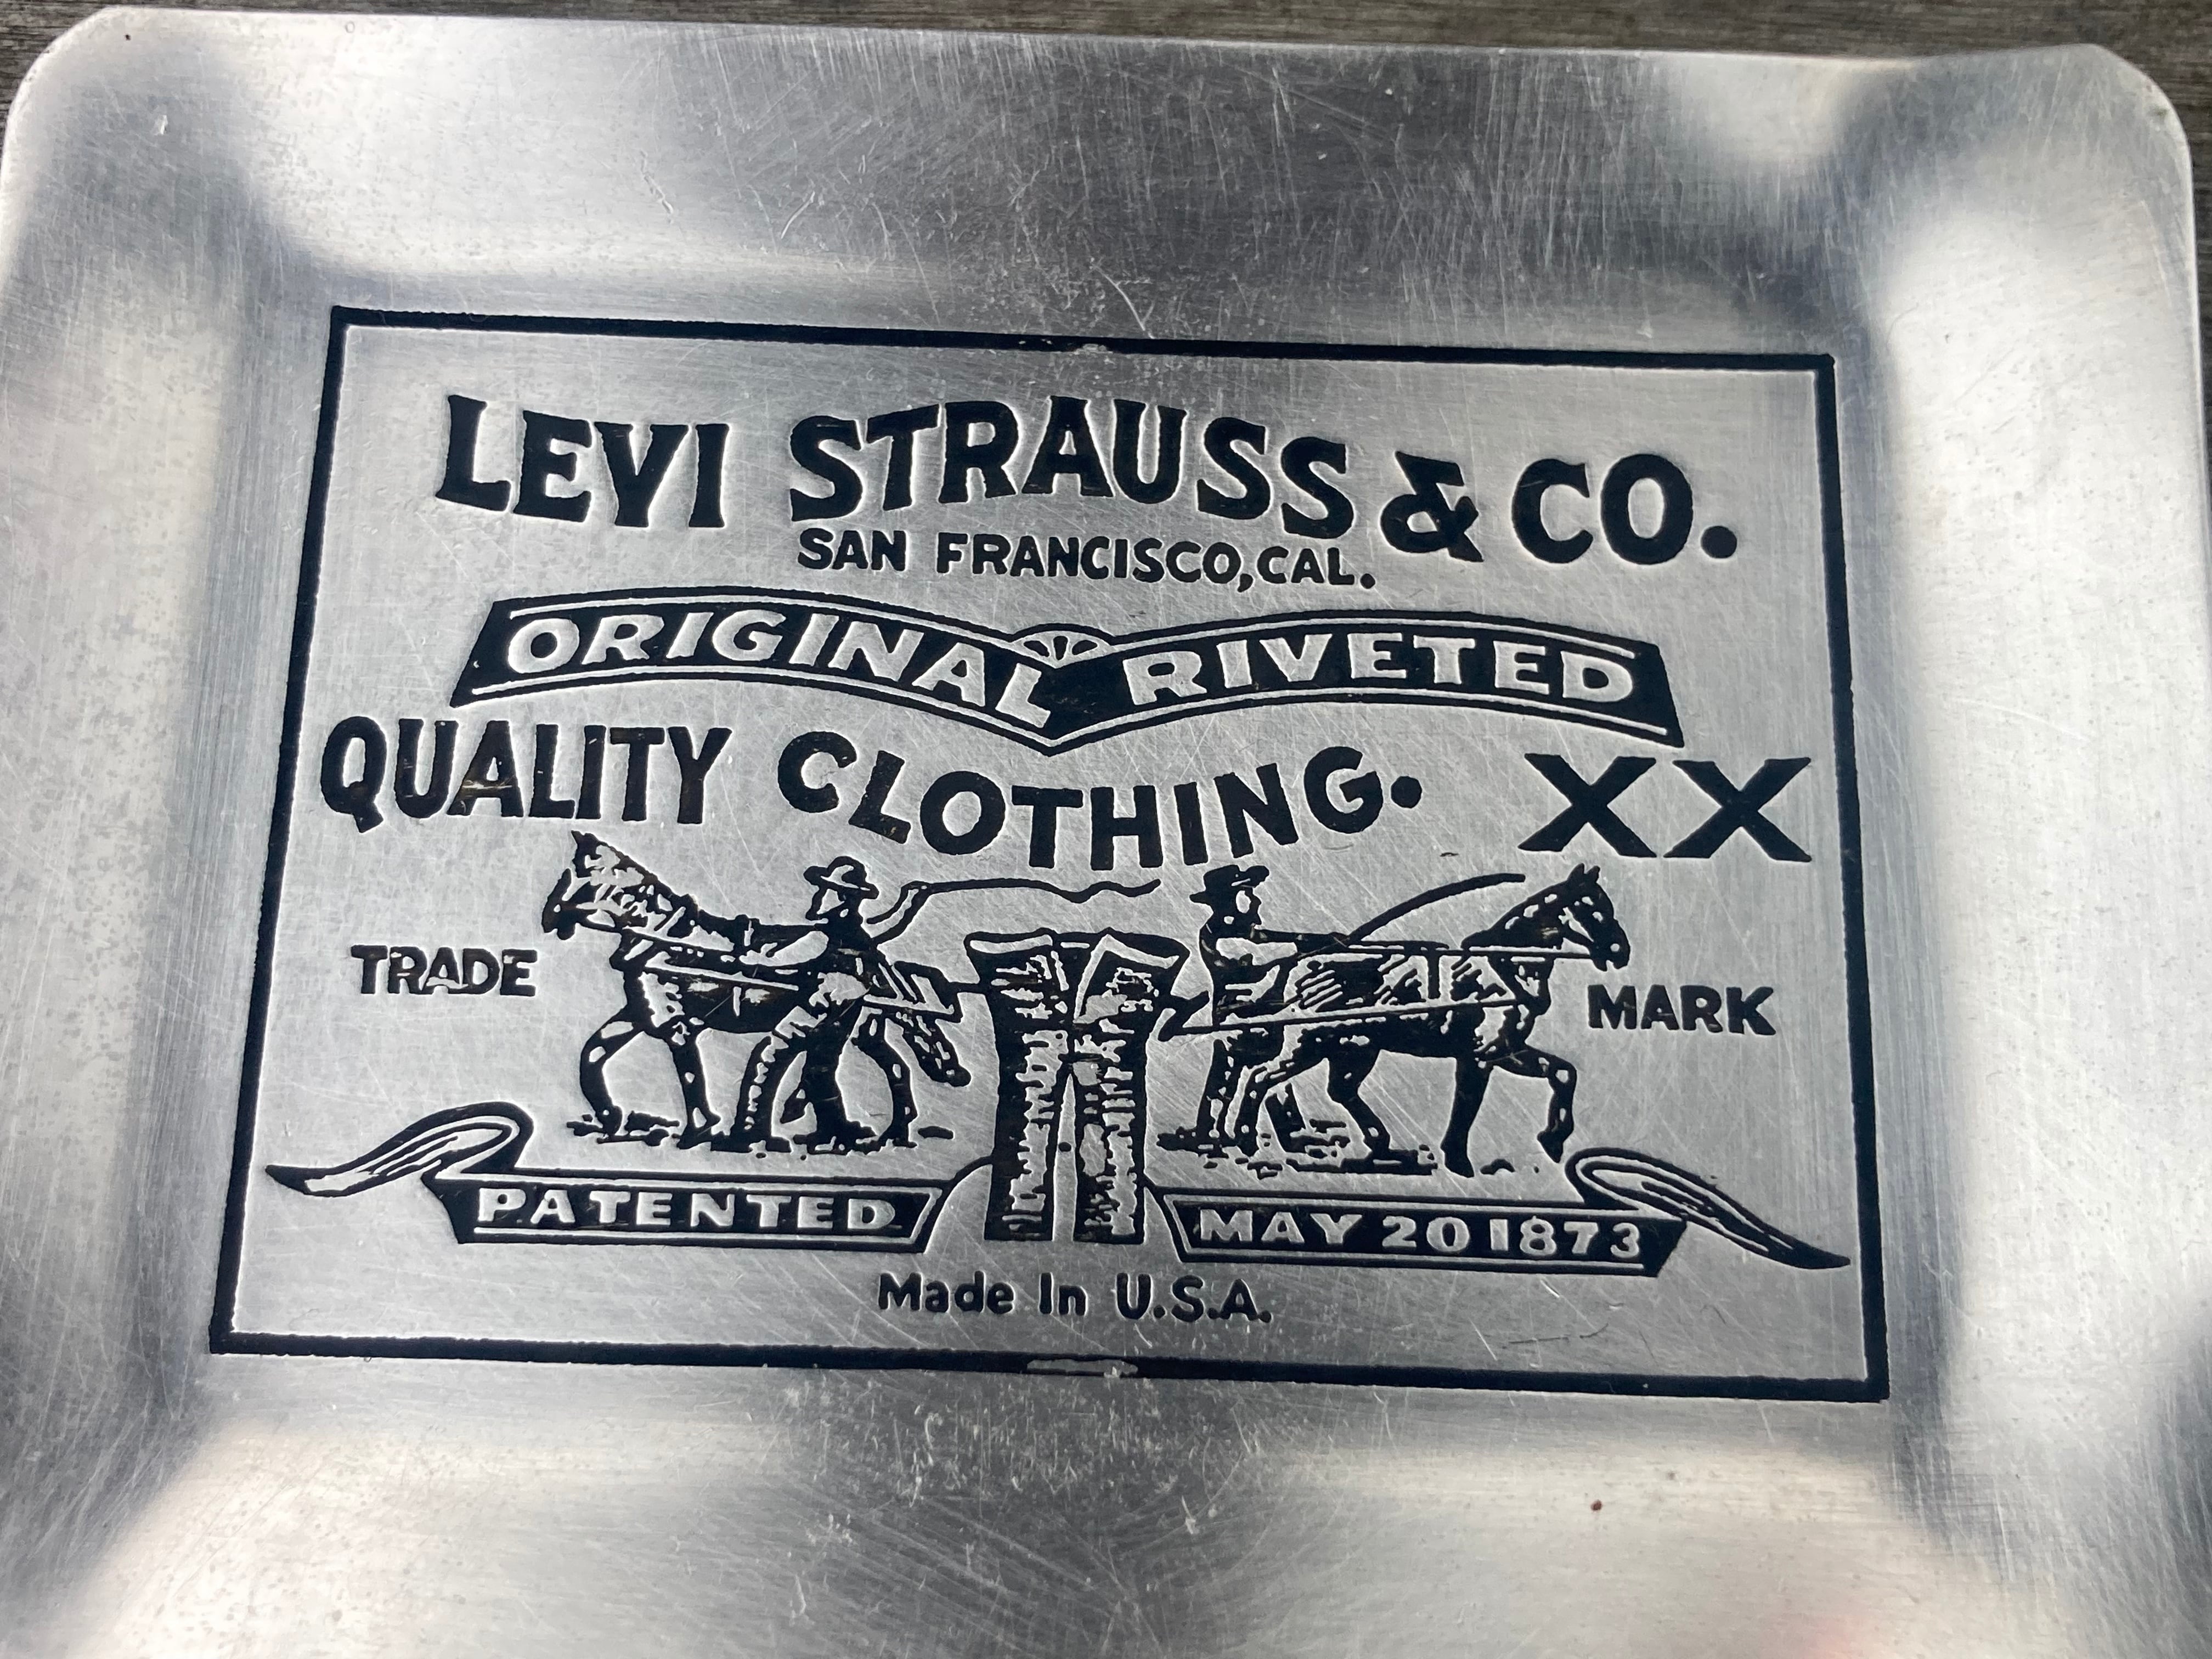 LEVI STRAUSS & CO.
SAN FRANCISCO, CAL.
ORIGINAL RIVETED
QUALITY CLOTHING. XX
TRADE MARK
PATENTED MAY 20 1873
Made In U.S.A.